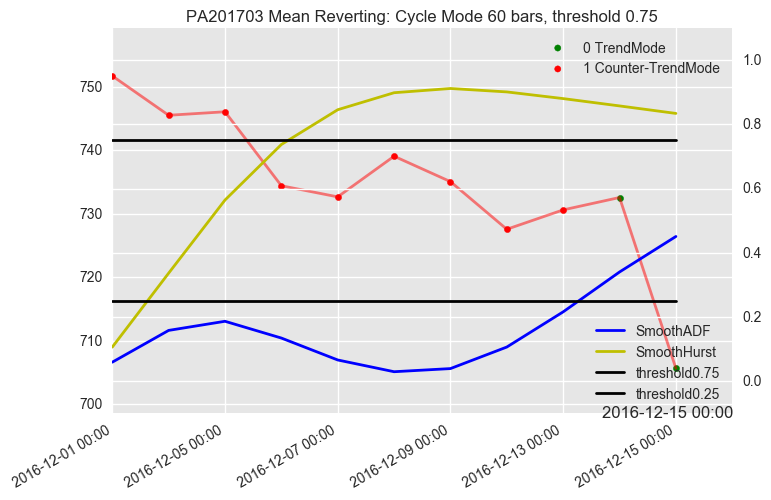 PA201703 Mean Reverting: Cycle Mode 60 bars, threshold 0.75
0 TrendMode
1 Counter-TrendMode
750
740
730
720
710
700
1.0
0.8
0.6
0.4
0.2
0.0
SmoothADF
SmoothHurst
threshold0.75
threshold0.25
2016-12-15 00:00
2016-12-01 00:00
2016-12-05 00:00
2016-12-07 00:00
2016-12-09 00:00
2016-12-13 00:00
2016-12-15 00:00